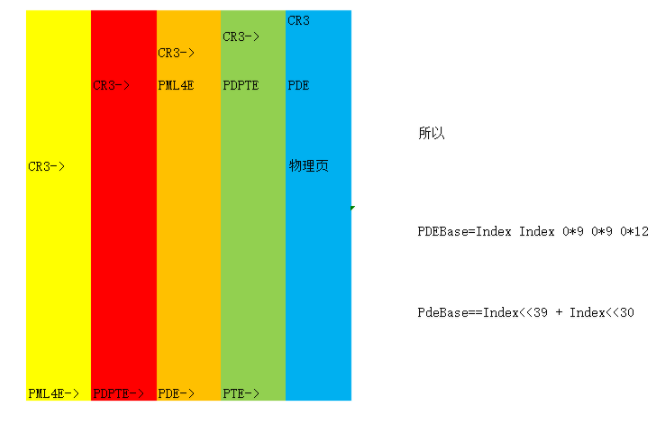 CR3
CR3->
CR3->
CR3-> PML4E PDPTE PDE
所以
CR3-> 物理页
PDEBase=Index Index 0*9 0*9 0*12
PdeBase==Index<<39 + Index<<30
PML4E-> PDPTE-> PDE-> PTE->